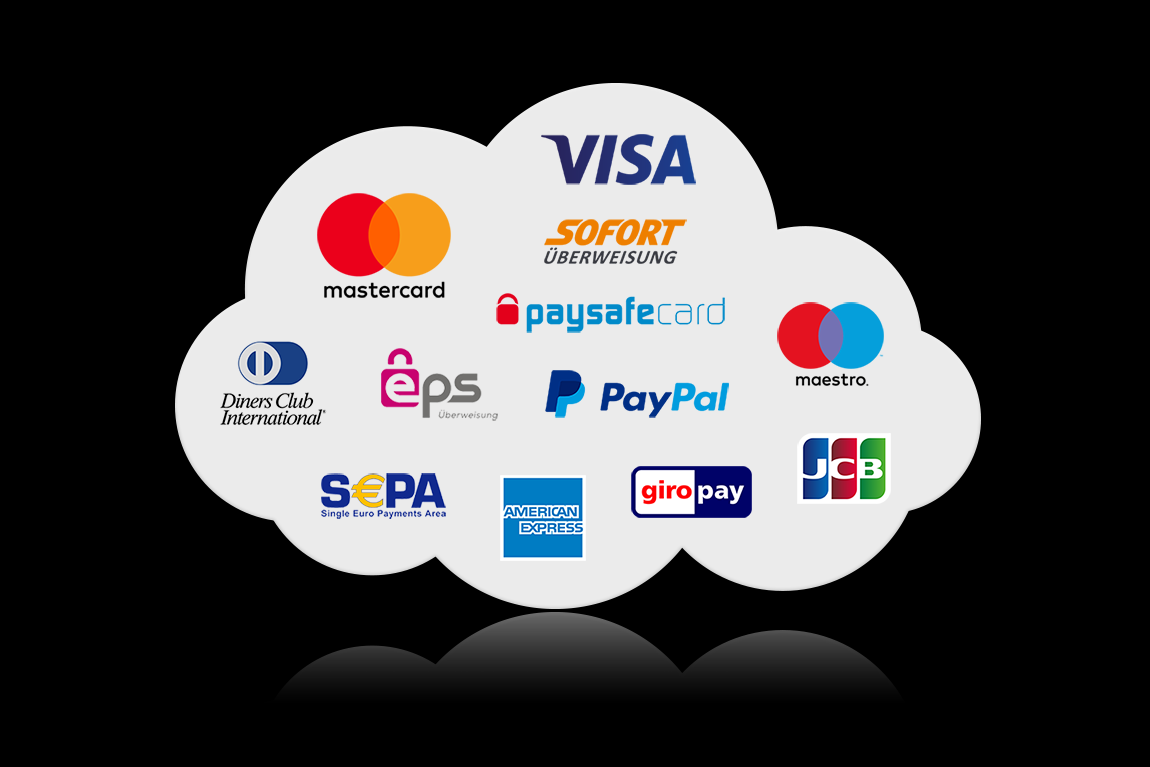 VISA
mastercard
SOFORT
ÜBERWEISUNG
paysafecard
maestro.
Diners Club
International®
eps
Überweisung
PayPal
JCB
S€PA
Single Euro Payments Area
AMERICAN
EXPRESS
giropay